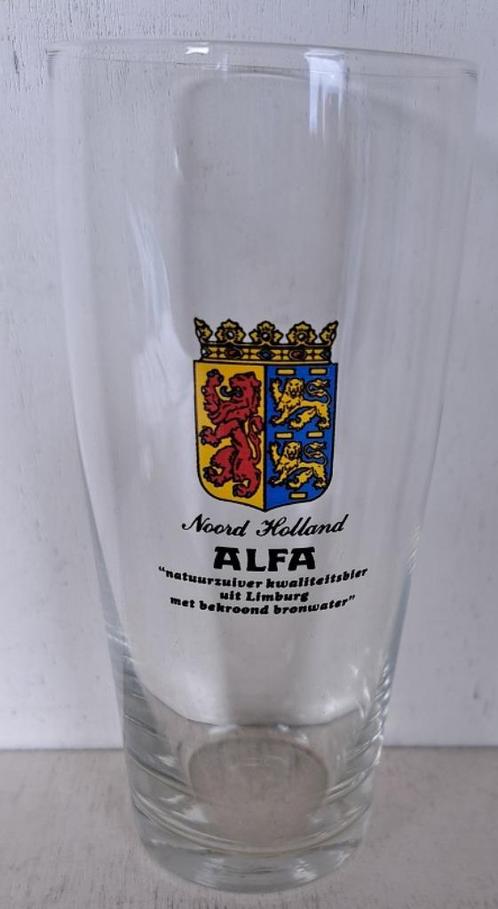 Noord Holland
ALFA
“natuurzuiver kwaliteitsbier
uit Limburg
met bekroond bronwater”